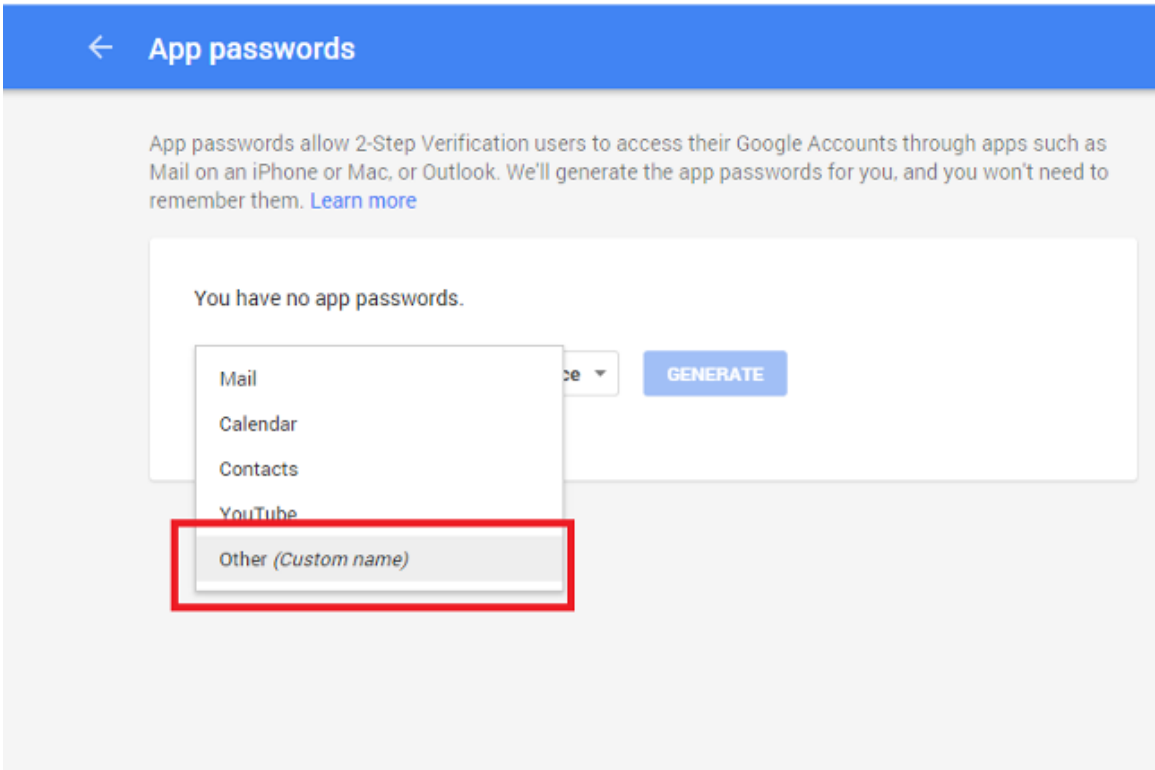 App passwords
App passwords allow 2-Step Verification users to access their Google Accounts through apps such as
Mail on an iPhone or Mac, or Outlook. We'll generate the app passwords for you, and you won't need to
remember them. Learn more
You have no app passwords.
Mail
GENERATE
Calendar
Contacts
YouTube
Other (Custom name)